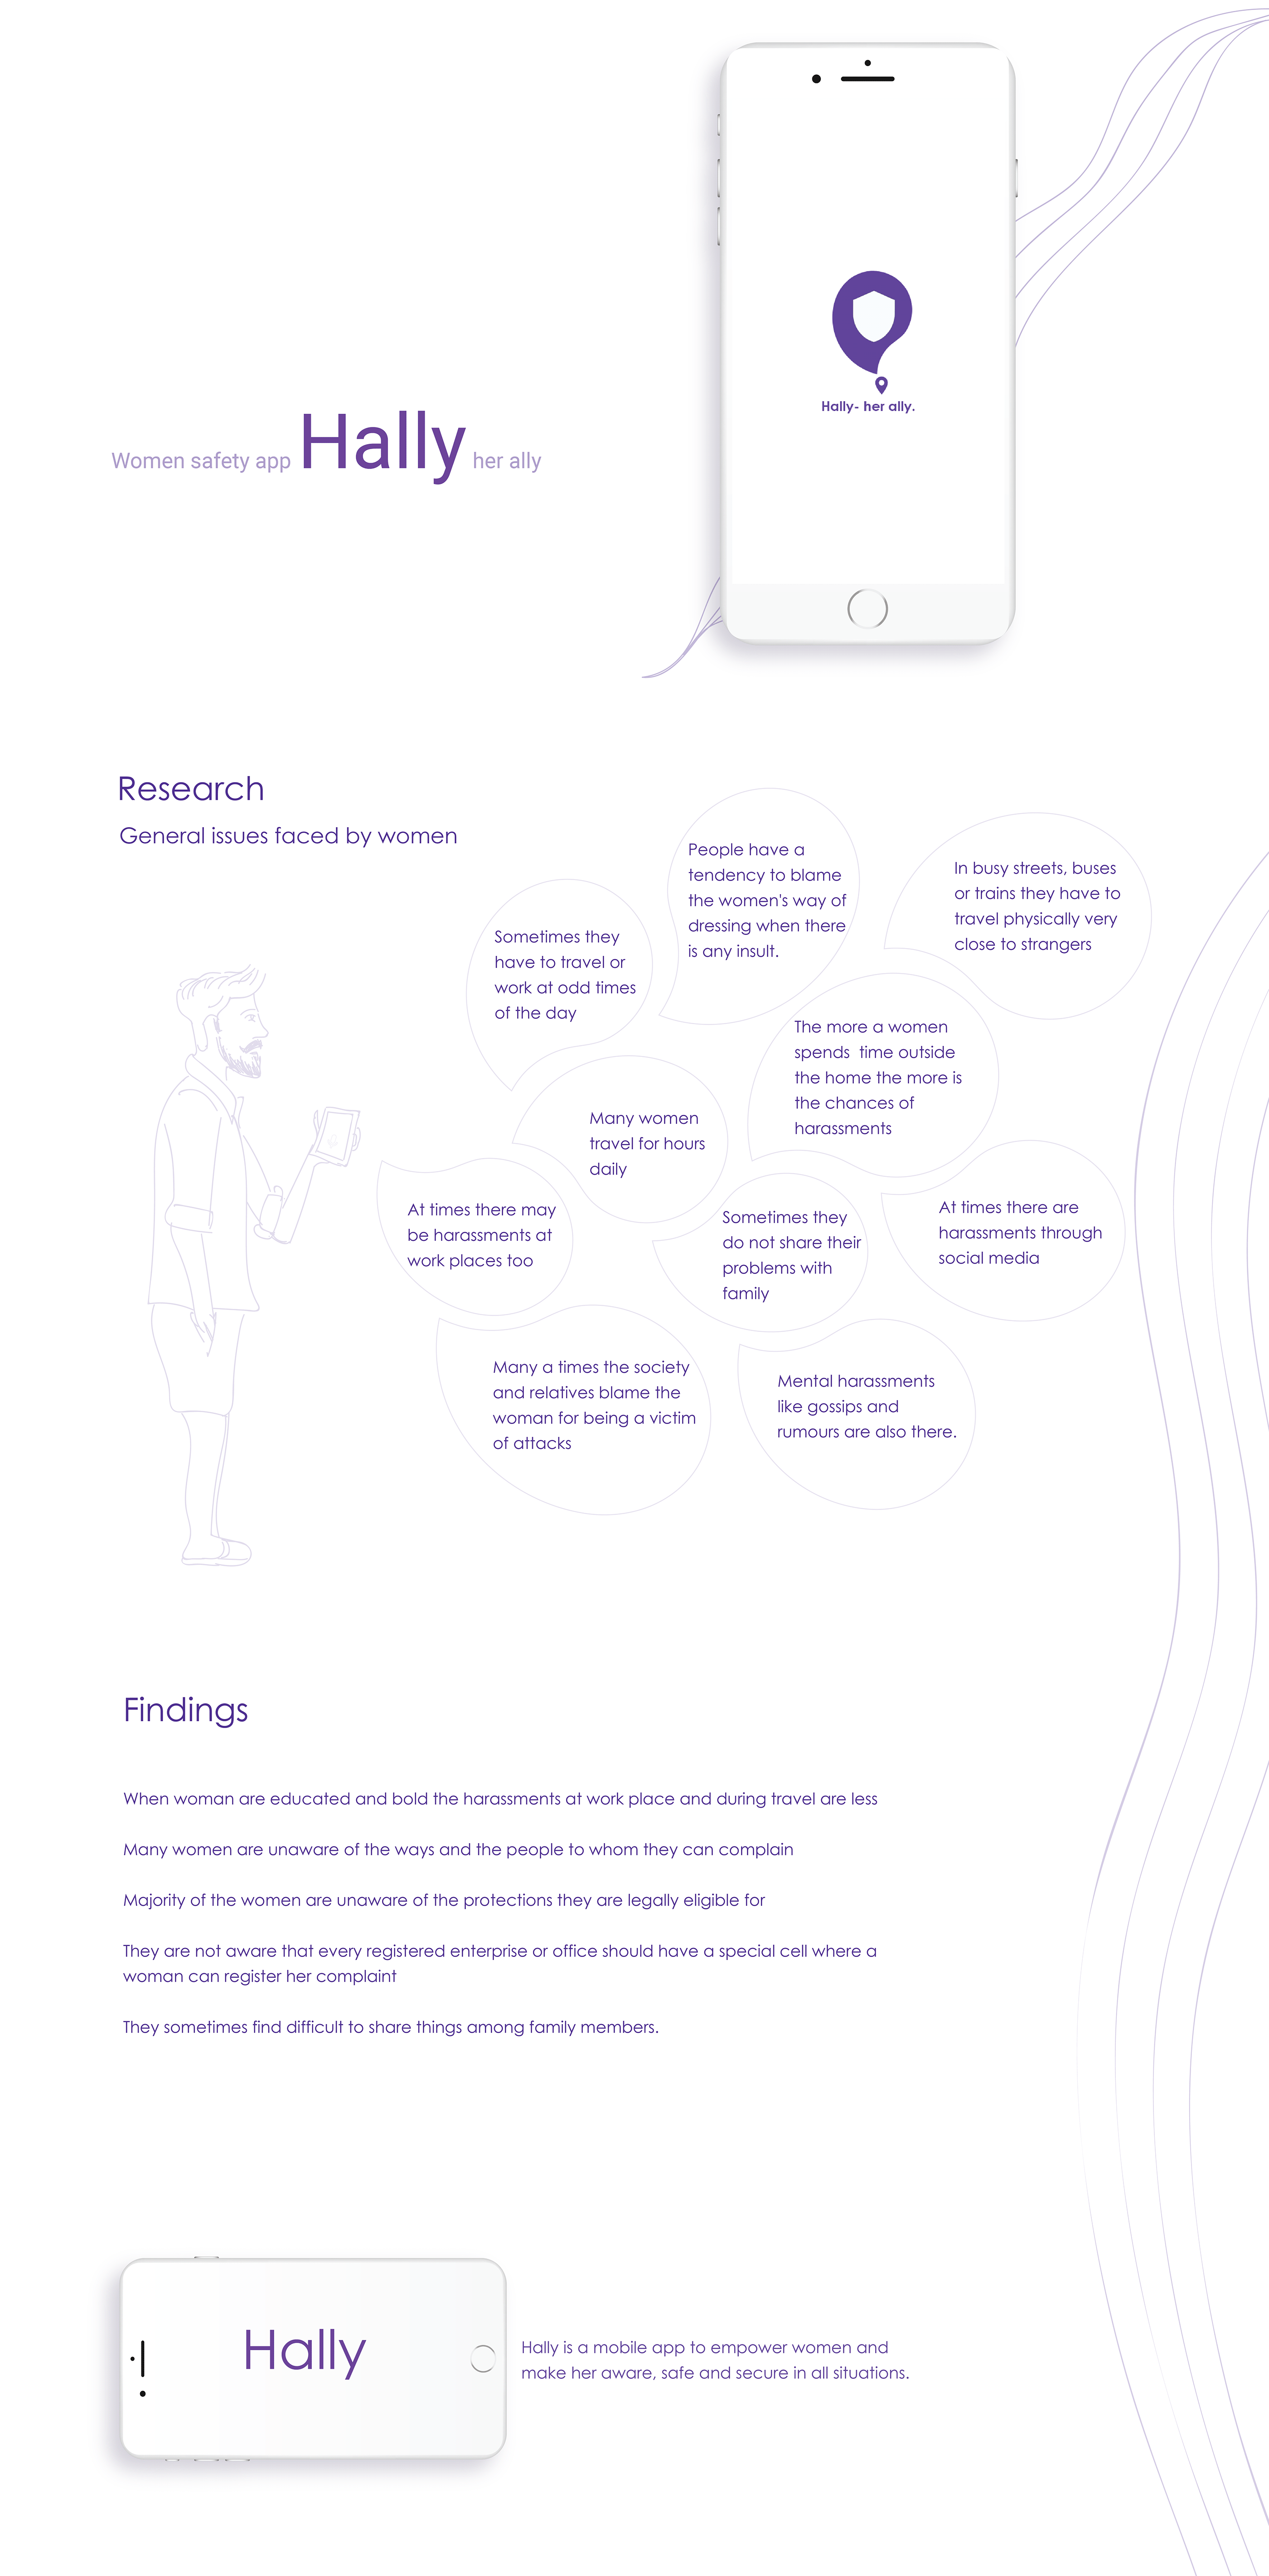 Hally- her ally.
Women safety app Hally her ally
Research
General issues faced by women
People have a
tendency to blame
the women's way of
dressing when there
is any insult.
In busy streets, buses
or trains they have to
travel physically very
close to strangers
Sometimes they
have to travel or
work at odd times
of the day
The more a women
spends time outside
the home the more is
the chances of
harassments
Many women
travel for hours
daily
At times there may
be harassments at
work places too
Sometimes they
do not share their
problems with
family
At times there are
harassments through
social media
Many a times the society
and relatives blame the
woman for being a victim
of attacks
Mental harassments
like gossips and
rumours are also there.
Findings
When woman are educated and bold the harassments at work place and during travel are less
Many women are unaware of the ways and the people to whom they can complain
Majority of the women are unaware of the protections they are legally eligible for
They are not aware that every registered enterprise or office should have a special cell where a
woman can register her complaint
They sometimes find difficult to share things among family members.
Hally
Hally is a mobile app to empower women and
make her aware, safe and secure in all situations.